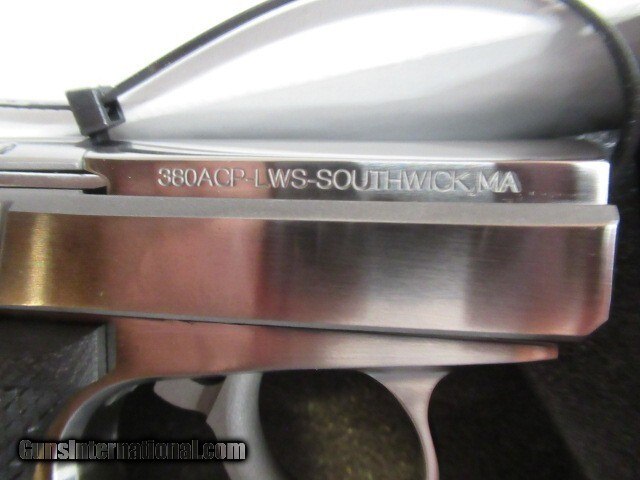 380ACP-LWS-SOUTHWICK, MA
GunsInternational.com